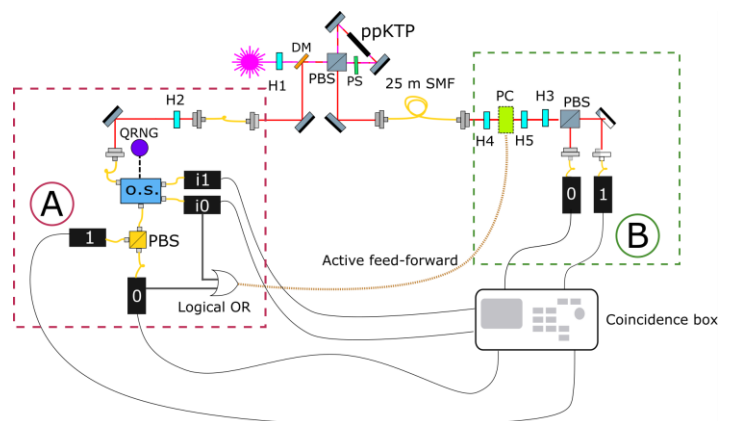 ppKTP
DM
PBS
PS
H1
25 m SMF
PC
H3
PBS
H4
H5
H2
QRNG
o.s.
i1
i0
A
1
PBS
0
Logical OR
Active feed-forward
0
1
B
Coincidence box